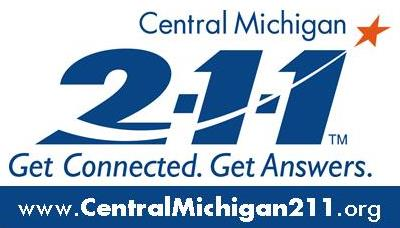 Central Michigan
2-1-1 ™
Get Connected. Get Answers.
www.CentralMichigan211.org